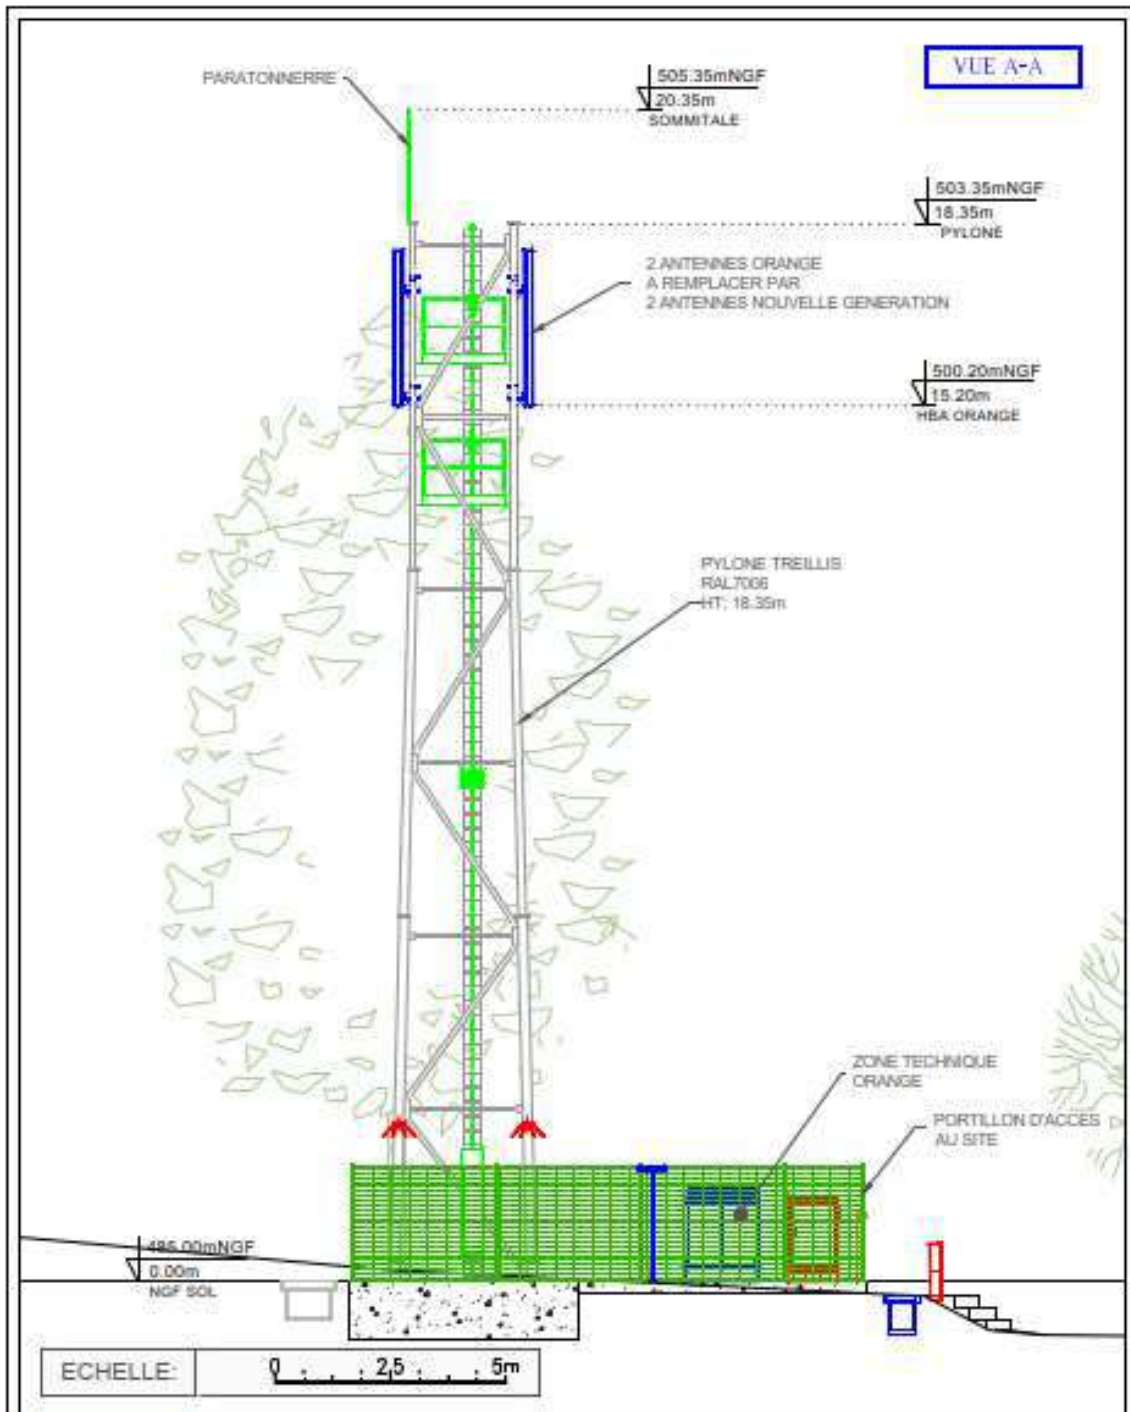 VUE A-A
PARATONNERRE
505.35mNGF
20.35m
SOMMITALE
503.35mNGF
18.35m
PYLONE
2 ANTENNES ORANGE
A REMPLACER PAR
2 ANTENNES NOUVELLE GENERATION
500.20mNGF
15.20m
HBA ORANGE
PYLONE TREILLIS
RAL7006
HT: 18.35m
ZONE TECHNIQUE
ORANGE
PORTILLON D'ACCES
AU SITE
485.00mNGF
0.00m
NGF SOL
ECHELLE: 0 2,5 5m